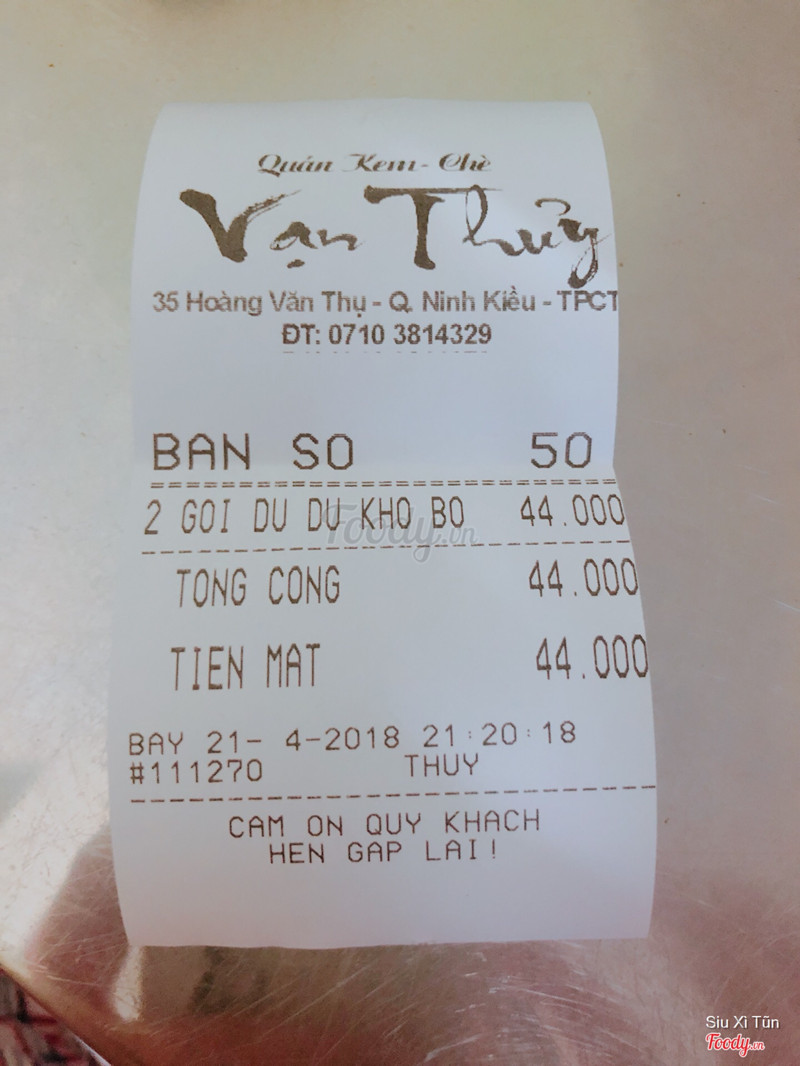 Quán Kem - Chè
Vạn Thủy
35 Hoàng Văn Thụ - Q. Ninh Kiều - TPCT
ĐT: 0710 3814329
BAN SO 50
2 GOI DU DU KHO BO 44.000
TONG CONG 44.000
TIEN MAT 44.000
BAY 21- 4-2018 21:20:18
#111270 THUY
CAM ON QUY KHACH
HEN GAP LAI!
Foody.vn
Siu Xì Tũn
Foody.vn